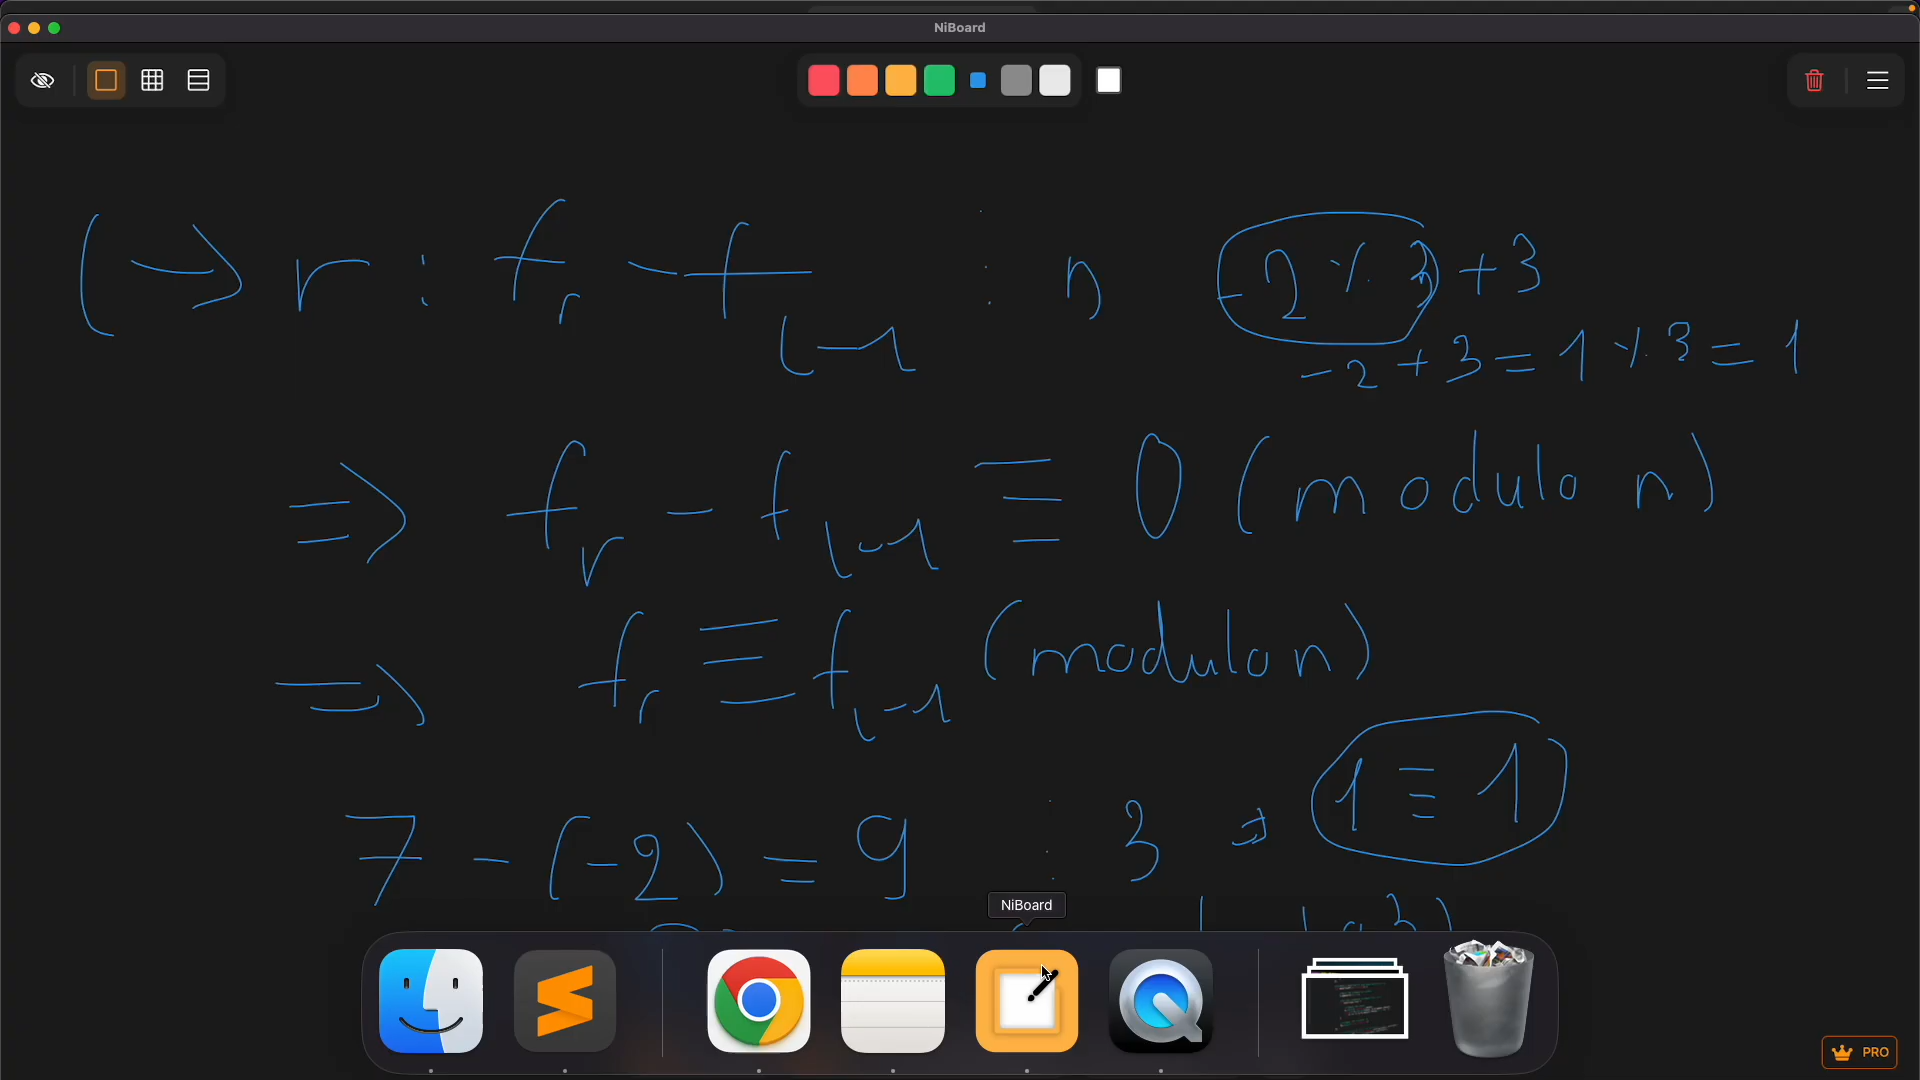 NiBoard
(→ r : f_r - f_{l-1} ⋮ n
-2 % 3 + 3
-2 + 3 = 1 % 3 = 1
=> f_r - f_{l-1} ≡ 0 (modulo n)
=> f_r ≡ f_{l-1} (modulo n)
7 - (-2) = 9 ⋮ 3 => 1 ≡ 1
NiBoard
PRO